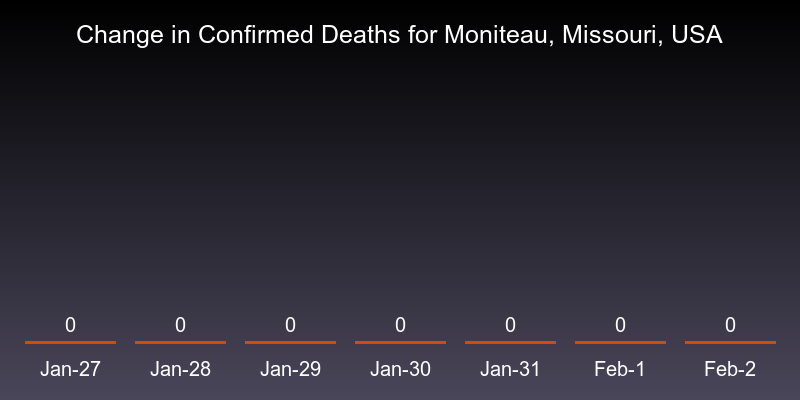 Change in Confirmed Deaths for Moniteau, Missouri, USA
0 0 0 0 0 0 0
Jan-27 Jan-28 Jan-29 Jan-30 Jan-31 Feb-1 Feb-2